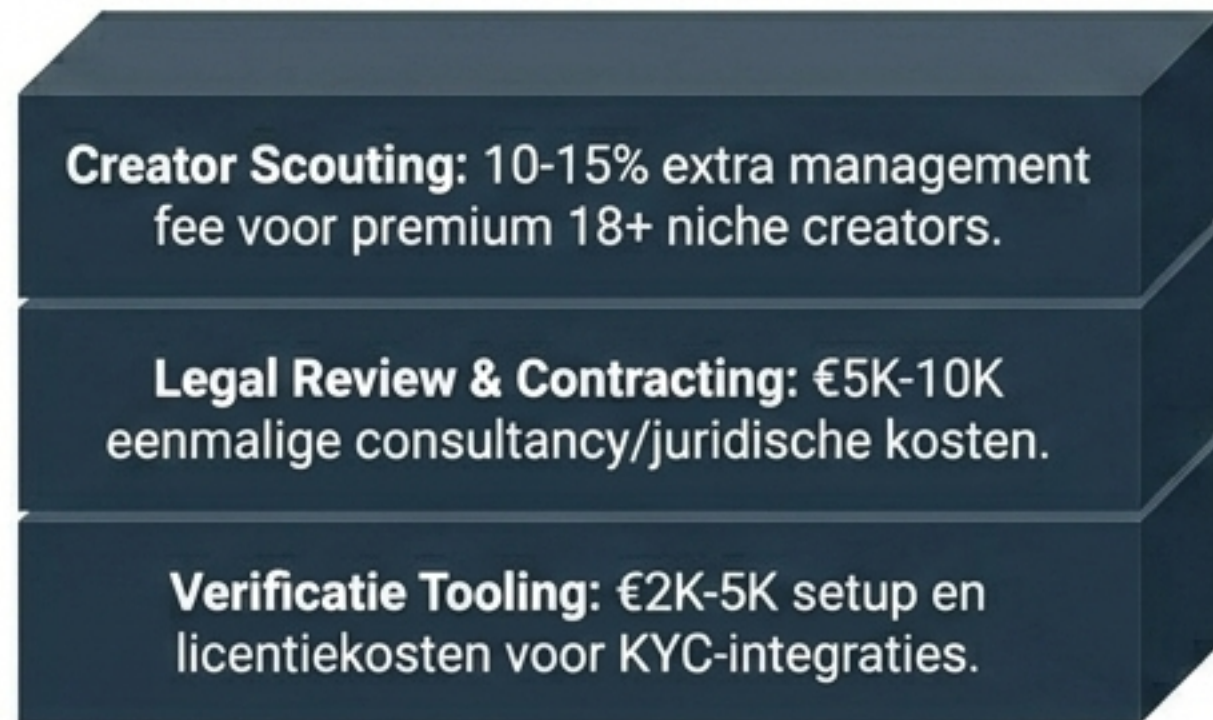 Creator Scouting: 10-15% extra management
fee voor premium 18+ niche creators.
Legal Review & Contracting: €5K-10K
eenmalige consultancy/juridische kosten.
Verificatie Tooling: €2K-5K setup en
licentiekosten voor KYC-integraties.